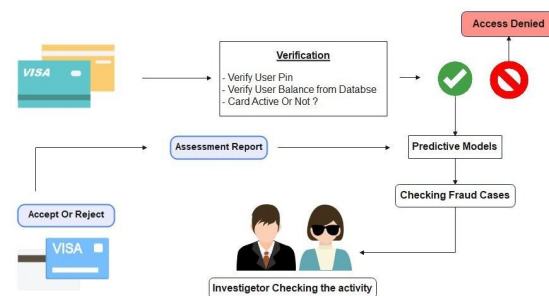 Access Denied
VISA
Verification
- Verify User Pin
- Verify User Balance from Databse
- Card Active Or Not ?
Assessment Report
Predictive Models
Checking Fraud Cases
Accept Or Reject
VISA
Investigetor Checking the activity